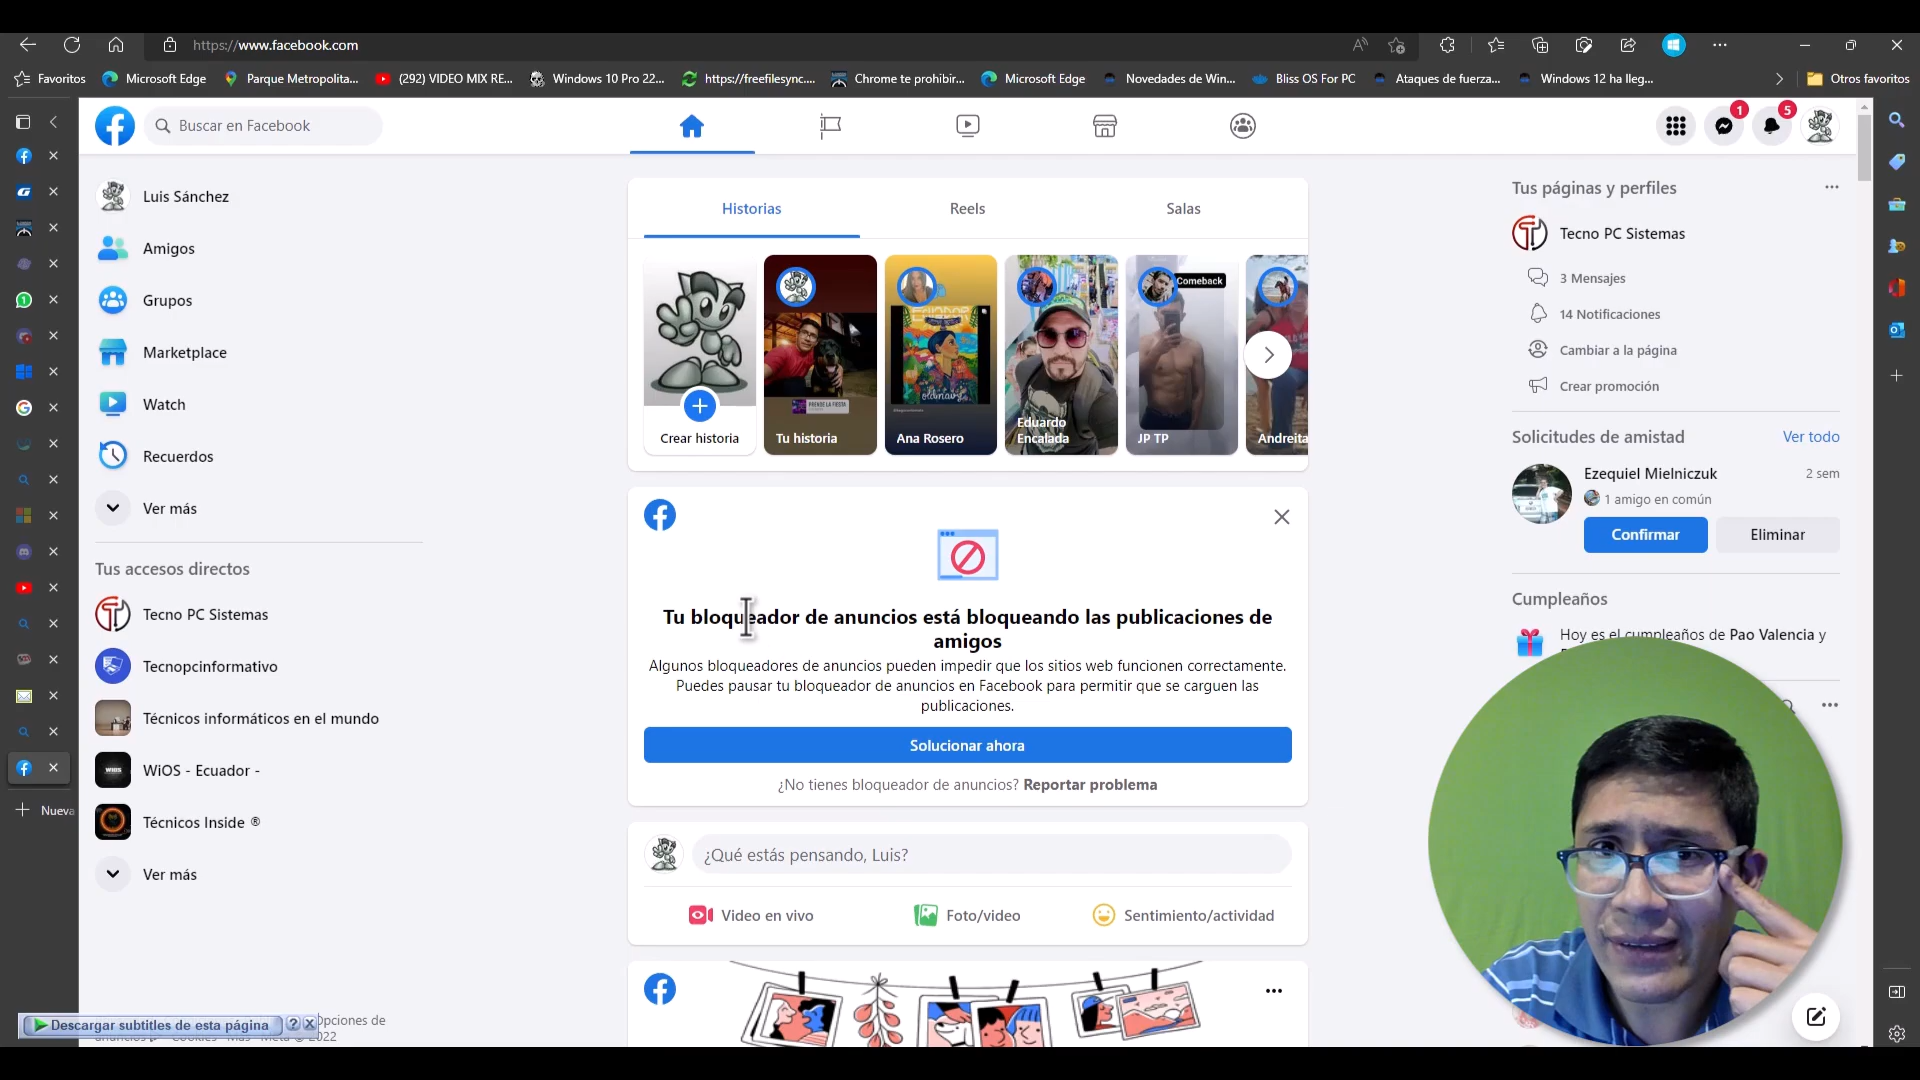 https://www.facebook.com
Favoritos
Microsoft Edge
Parque Metropolita...
(292) VIDEO MIX RE...
Windows 10 Pro 22...
https://freefilesync....
Chrome te prohibir...
Microsoft Edge
Novedades de Win...
Bliss OS For PC
Ataques de fuerza...
Windows 12 ha lleg...
Otros favoritos
Buscar en Facebook
1
5
Luis Sánchez
Amigos
Grupos
Marketplace
Watch
Recuerdos
Ver más
Tus accesos directos
Tecno PC Sistemas
Tecnopcinformativo
Técnicos informáticos en el mundo
WiOS - Ecuador -
Técnicos Inside ®
Ver más
Nueva
Descargar subtitles de esta página
? x
Opciones de
2022
Historias
Reels
Salas
Crear historia
Tu historia
Ana Rosero
Eduardo
Encalada
Comeback
JP TP
Andreita
Tu bloqueador de anuncios está bloqueando las publicaciones de
amigos
Algunos bloqueadores de anuncios pueden impedir que los sitios web funcionen correctamente.
Puedes pausar tu bloqueador de anuncios en Facebook para permitir que se carguen las
publicaciones.
Solucionar ahora
¿No tienes bloqueador de anuncios? Reportar problema
¿Qué estás pensando, Luis?
Video en vivo
Foto/video
Sentimiento/actividad
Tus páginas y perfiles
Tecno PC Sistemas
3 Mensajes
14 Notificaciones
Cambiar a la página
Crear promoción
Solicitudes de amistad
Ver todo
Ezequiel Mielniczuk
2 sem
1 amigo en común
Confirmar
Eliminar
Cumpleaños
Hoy es el cumpleaños de Pao Valencia y